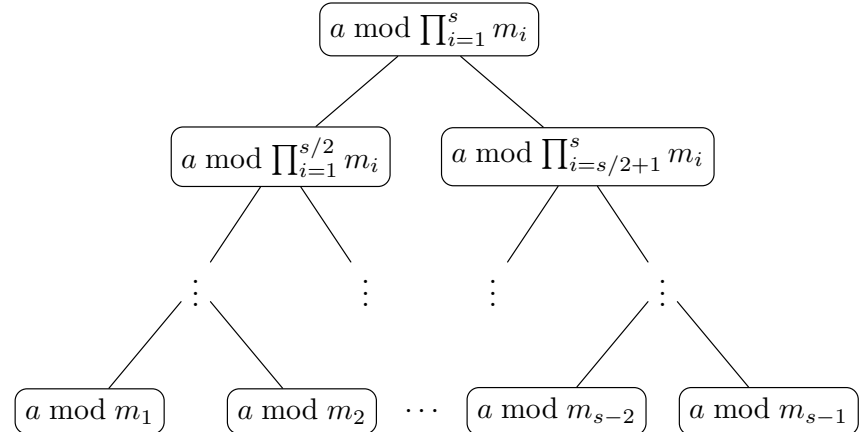 a mod ∏_{i=1}^{s} m_i
a mod ∏_{i=1}^{s/2} m_i a mod ∏_{i=s/2+1}^{s} m_i
⋮ ⋮ ⋮ ⋮
a mod m_1 a mod m_2 ⋯ a mod m_{s−2} a mod m_{s−1}